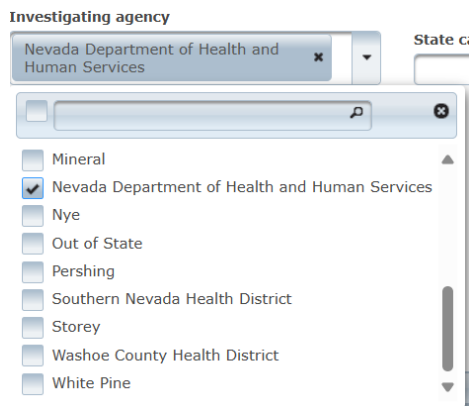 Investigating agency
Nevada Department of Health and
Human Services
State ca
Mineral
Nevada Department of Health and Human Services
Nye
Out of State
Pershing
Southern Nevada Health District
Storey
Washoe County Health District
White Pine